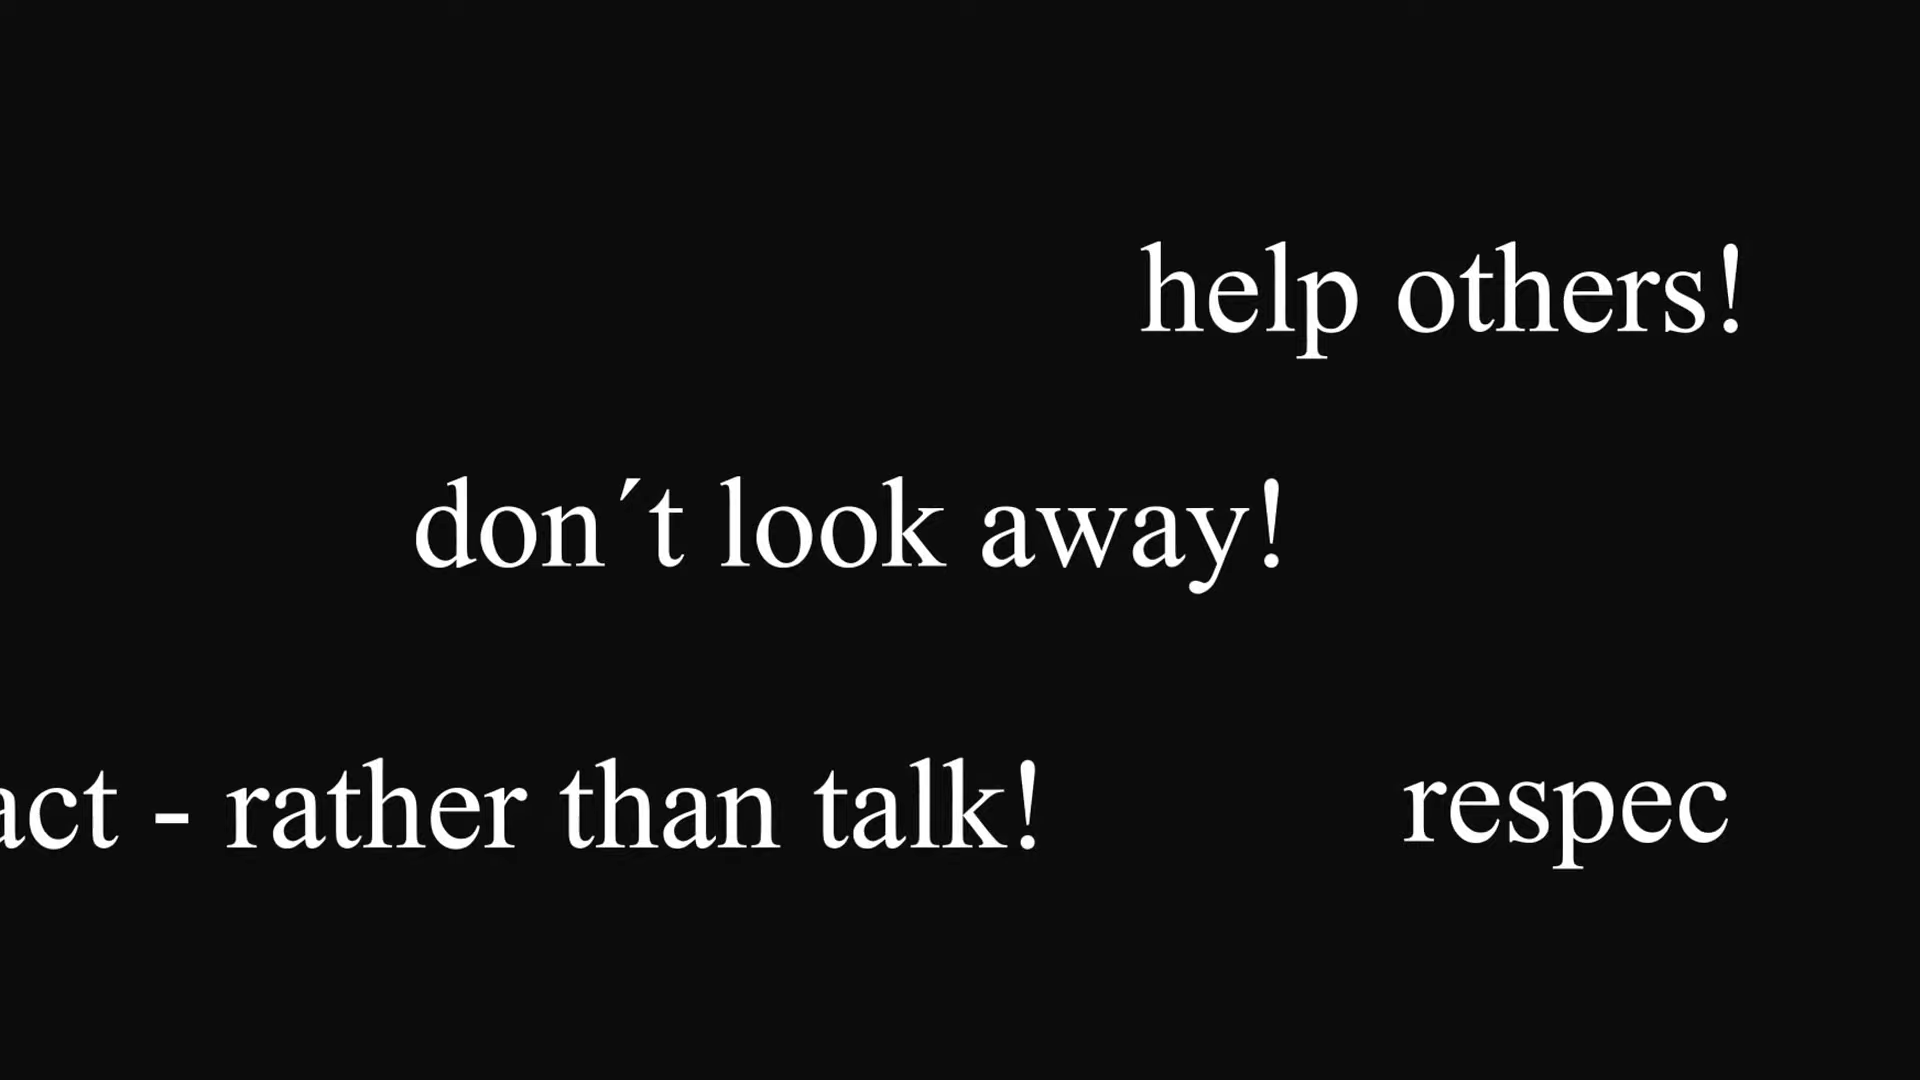 help others!
don´t look away!
act - rather than talk!
respec